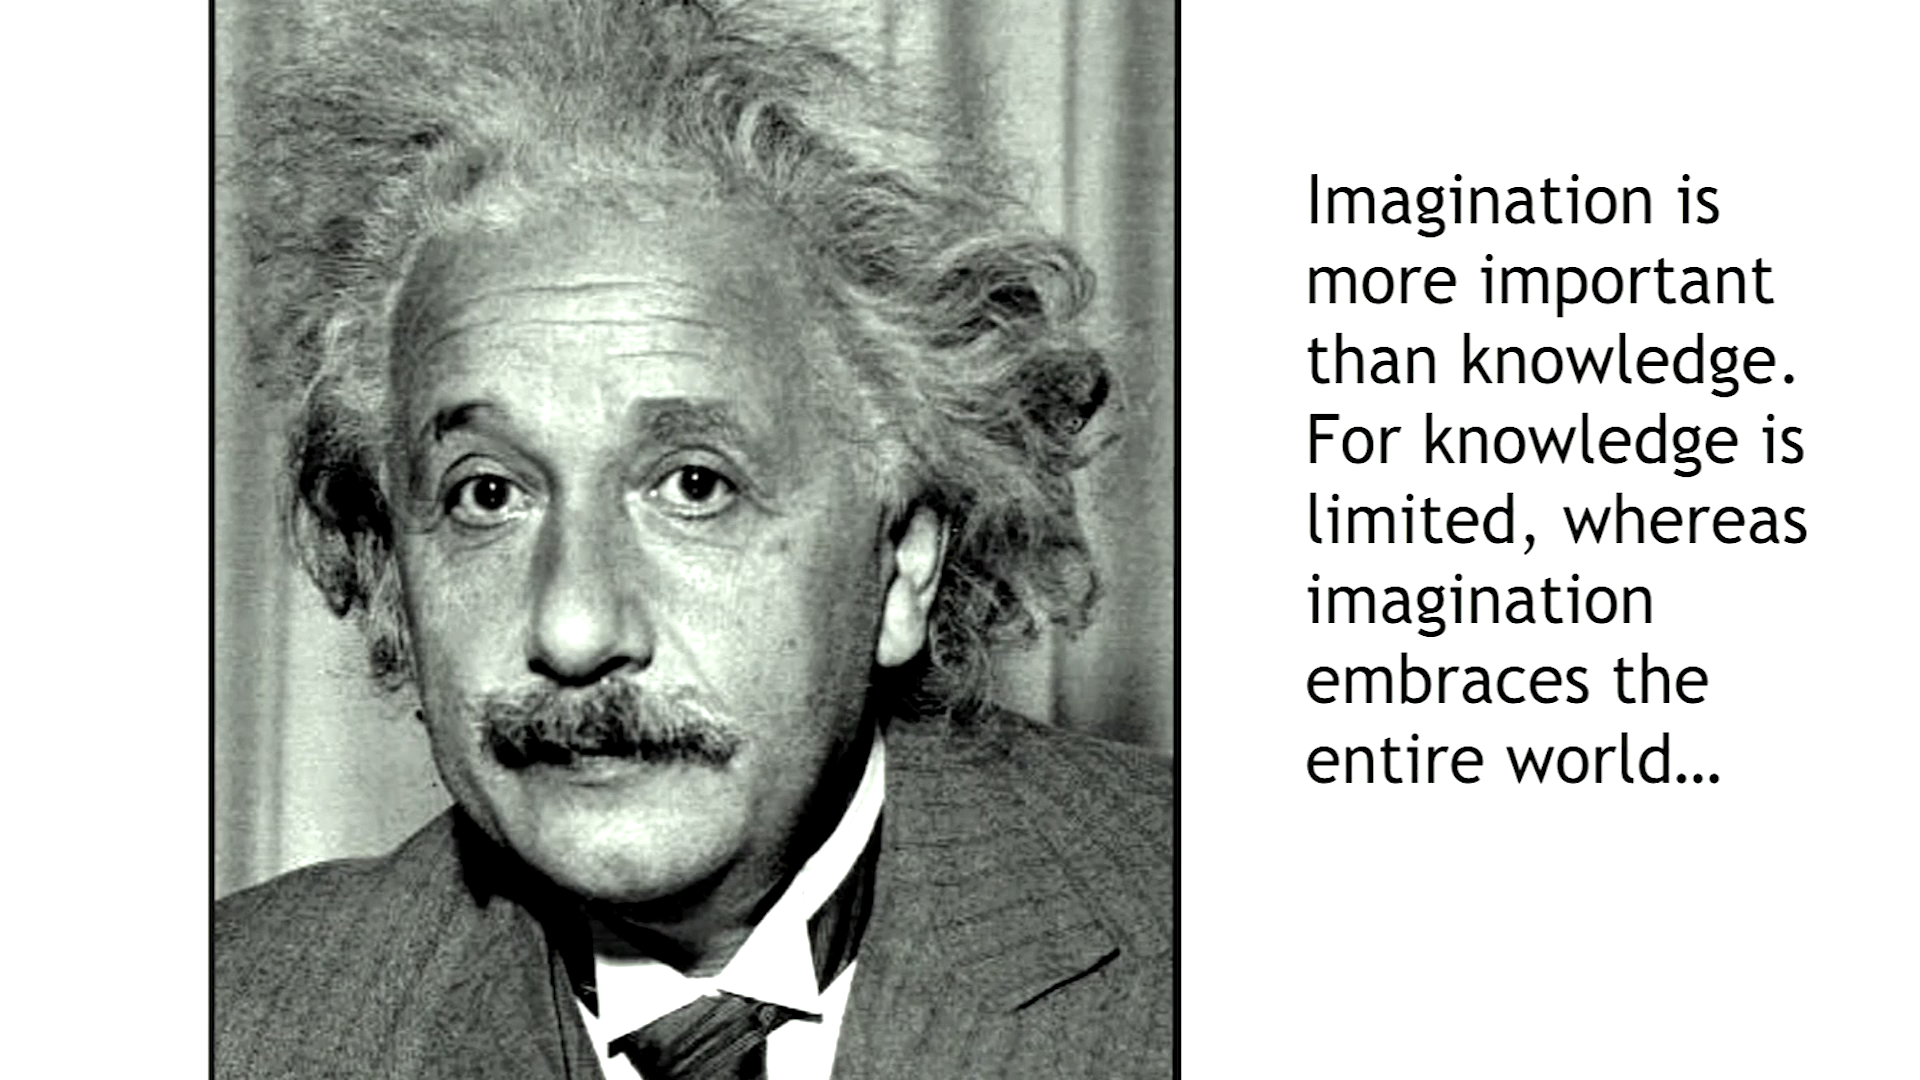 Imagination is
more important
than knowledge.
For knowledge is
limited, whereas
imagination
embraces the
entire world…